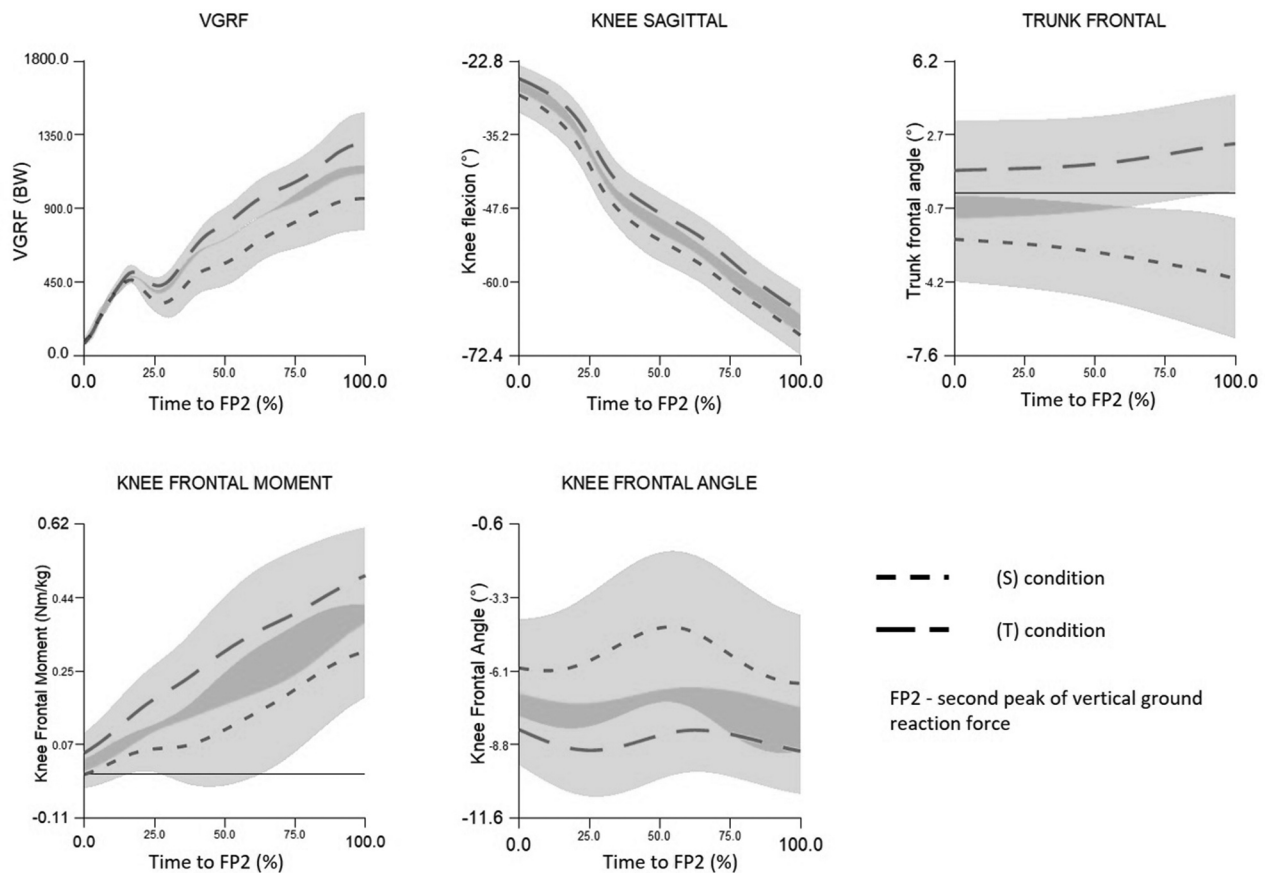 VGRF
1800.0
1350
900.0
450.0
0.0
VGRF (BW)
0.0
25.0
50.0
75.0
100.0
Time to FP2 (%)
KNEE SAGITTAL
-22.8
-35.2
-47.6
-60.0
-72.4
Knee flexion (°)
0.0
25.0
50.0
75.0
100.0
Time to FP2 (%)
TRUNK FRONTAL
6.2
2.7
-0.7
-4.2
-7.6
Trunk frontal angle (°)
0.0
25.0
50.0
75.0
100.0
Time to FP2 (%)
KNEE FRONTAL MOMENT
0.62
0.44
0.25
0.07
-0.11
Knee Frontal Moment (Nm/kg)
0.0
25.0
50.0
75.0
100.0
Time to FP2 (%)
KNEE FRONTAL ANGLE
-0.6
-3.3
-6.1
-8.8
-11.6
Knee Frontal Angle (°)
0.0
25.0
50.0
75.0
100.0
Time to FP2 (%)
(S) condition
(T) condition
FP2 - second peak of vertical ground
reaction force